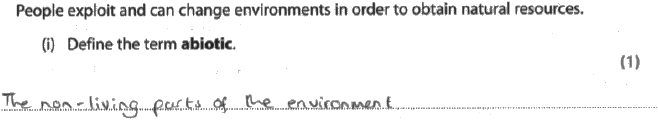 People exploit and can change environments in order to obtain natural resources.
(i) Define the term abiotic.
(1)
The non-living parts of the environment